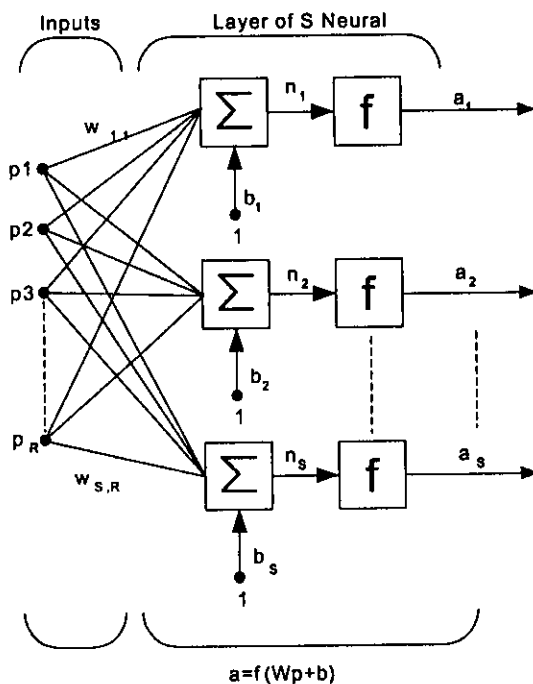 Inputs
Layer of S Neural
w 1,1
Σ
n1
f
a1
p1
b1
p2
1
p3
Σ
n2
f
a2
b2
1
pR
Σ
nS
f
aS
wS,R
bS
1
a=f(Wp+b)